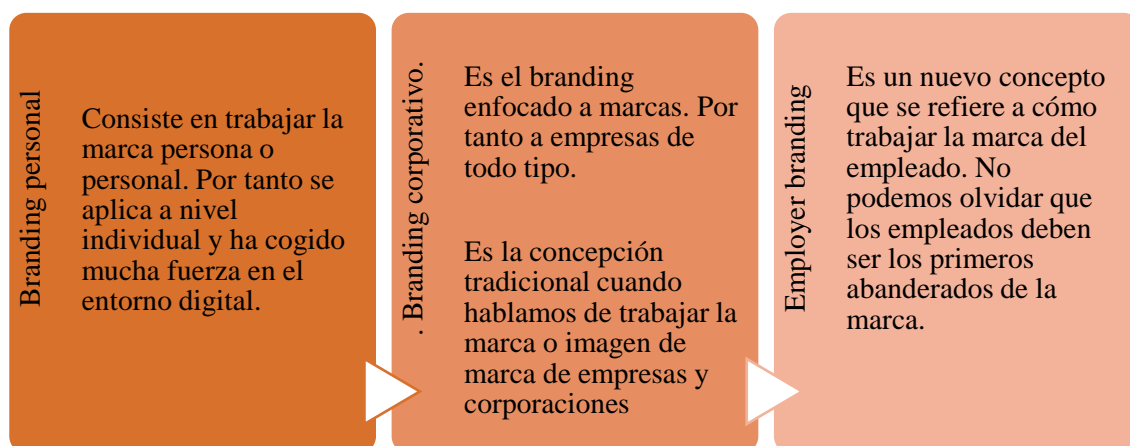 Branding personal
Consiste en trabajar la
marca persona o
personal. Por tanto se
aplica a nivel
individual y ha cogido
mucha fuerza en el
entorno digital.
. Branding corporativo.
Es el branding
enfocado a marcas. Por
tanto a empresas de
todo tipo.
Es la concepción
tradicional cuando
hablamos de trabajar la
marca o imagen de
marca de empresas y
corporaciones
Employer branding
Es un nuevo concepto
que se refiere a cómo
trabajar la marca del
empleado. No
podemos olvidar que
los empleados deben
ser los primeros
abanderados de la
marca.